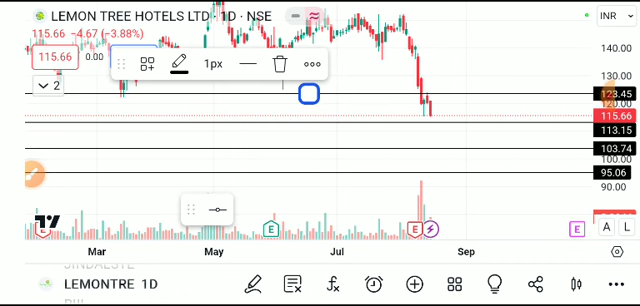 LEMON TREE HOTELS LTD · 1D · NSE
INR
115.66 −4.67 (−3.88%)
115.66
0.00
1px
2
140.00
130.00
123.45
120.00
115.66
113.15
103.74
100.00
95.06
90.00
E
E
E
A
L
Mar
May
Jul
Sep
JINDALSTE
LEMONTRE 1D